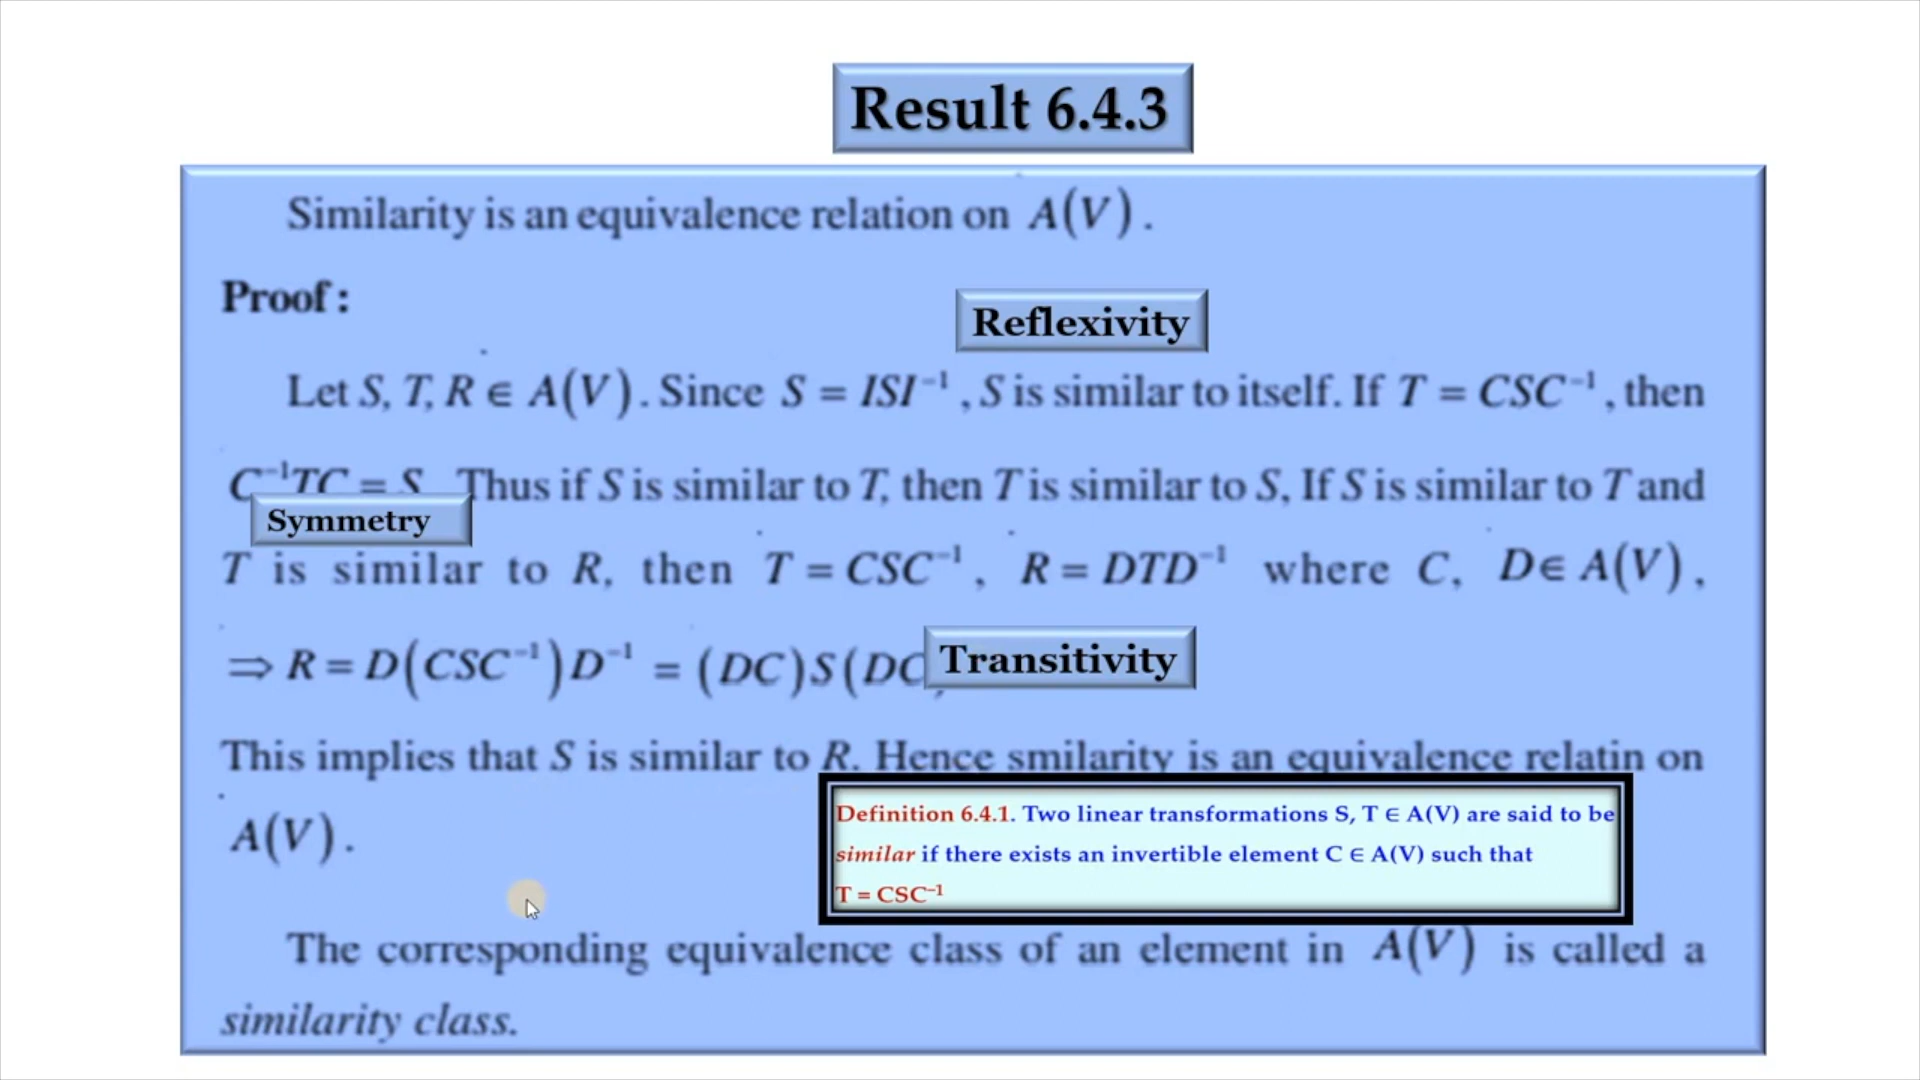 Result 6.4.3
Similarity is an equivalence relation on A(V).
Proof :
Reflexivity
Let S, T, R ∈ A(V). Since S = ISI⁻¹, S is similar to itself. If T = CSC⁻¹, then
C⁻¹TC = S Thus if S is similar to T, then T is similar to S, If S is similar to T and
Symmetry
T is similar to R, then T = CSC⁻¹, R = DTD⁻¹ where C, D ∈ A(V),
⇒ R = D(CSC⁻¹)D⁻¹ = (DC)S(DC
Transitivity
This implies that S is similar to R. Hence smilarity is an equivalence relatin on
A(V).
Definition 6.4.1. Two linear transformations S, T ∈ A(V) are said to be
similar if there exists an invertible element C ∈ A(V) such that
T = CSC⁻¹
The corresponding equivalence class of an element in A(V) is called a
similarity class.